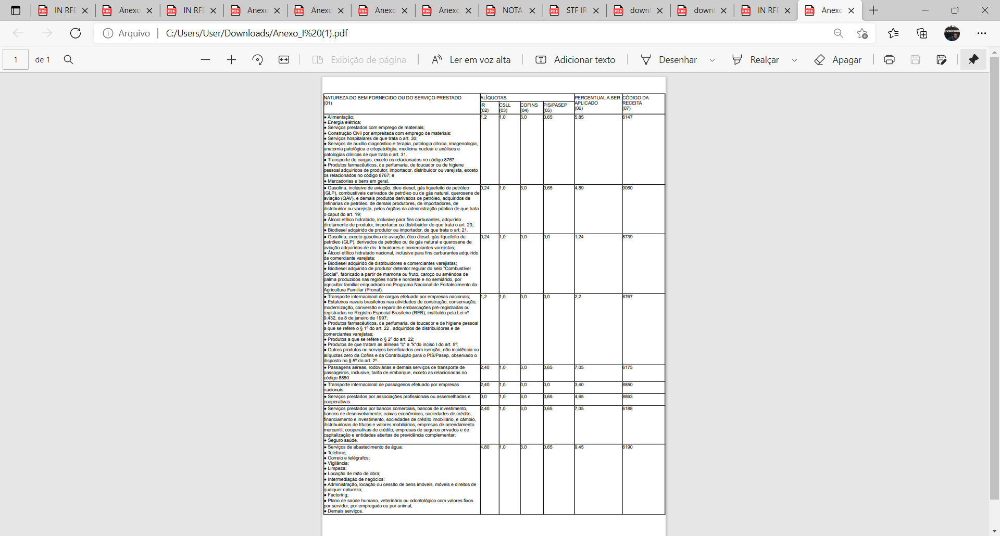 IN RFE
Anexo
IN RFE
Anexo
Anexo
Anexo
Anexo
NOTA
STF IR
downl
downl
IN RFE
Anexo
Arquivo
C:/Users/User/Downloads/Anexo_I%20(1).pdf
1
de 1
Exibição de página
Ler em voz alta
Adicionar texto
Desenhar
Realçar
Apagar
NATUREZA DO BEM FORNECIDO OU DO SERVIÇO PRESTADO
(01)
ALÍQUOTAS
IR
(02)
CSLL
(03)
COFINS
(04)
PIS/PASEP
(05)
PERCENTUAL A SER
APLICADO
(06)
CÓDIGO DA
RECEITA
(07)
• Alimentação;
• Energia elétrica;
• Serviços prestados com emprego de materiais;
• Construção Civil por empreitada com emprego de materiais;
• Serviços hospitalares de que trata o art. 30;
• Serviços de auxílio diagnóstico e terapia, patologia clínica, imagenologia,
anatomia patológica e citopatológia, medicina nuclear e análises e
patologias clínicas de que trata o art. 31.
• Transporte de cargas, exceto os relacionados no código 8767;
• Produtos farmacêuticos, de perfumaria, de toucador ou de higiene
pessoal adquiridos de produtor, importador, distribuidor ou varejista, exceto
os relacionados no código 8767; e
• Mercadorias e bens em geral.
1,2
1,0
3,0
0,65
5,85
6147
• Gasolina, inclusive de aviação, óleo diesel, gás liquefeito de petróleo
(GLP), combustíveis derivados de petróleo ou de gás natural, querosene de
aviação (QAV), e demais produtos derivados de petróleo, adquiridos de
refinarias de petróleo, de demais produtores, de importadores, de
distribuidor ou varejista, pelos órgãos da administração pública de que trata
o caput do art. 19;
• Álcool etílico hidratado, inclusive para fins carburantes, adquirido
diretamente de produtor, importador ou distribuidor de que trata o art. 20;
• Biodiesel adquirido de produtor ou importador, de que trata o art. 21.
0,24
1,0
3,0
0,65
4,89
9060
• Gasolina, exceto gasolina de aviação, óleo diesel, gás liquefeito de
petróleo (GLP), derivados de petróleo ou de gás natural e querosene de
aviação adquiridos de dis- tribuidores e comerciantes varejistas;
• Álcool etílico hidratado nacional, inclusive para fins carburantes adquirido
de comerciante varejista;
• Biodiesel adquirido de distribuidores e comerciantes varejistas;
• Biodiesel adquirido de produtor detentor regular do selo "Combustível
Social", fabricado a partir de mamona ou fruto, caroço ou amêndoa de
palma produzidos nas regiões norte e nordeste e no semiárido, por
agricultor familiar enquadrado no Programa Nacional de Fortalecimento da
Agricultura Familiar (Pronaf).
0,24
1,0
0,0
0,0
1,24
8739
• Transporte internacional de cargas efetuado por empresas nacionais;
• Estaleiros navais brasileiros nas atividades de construção, conservação,
modernização, conversão e reparo de embarcações pré-registradas ou
registradas no Registro Especial Brasileiro (REB), instituído pela Lei nº
9.432, de 8 de janeiro de 1997;
• Produtos farmacêuticos, de perfumaria, de toucador e de higiene pessoal
a que se refere o § 1º do art. 22 , adquiridos de distribuidores e de
comerciantes varejistas;
• Produtos a que se refere o § 2º do art. 22;
• Produtos de que tratam as alíneas "c" a "k"do inciso I do art. 5º;
• Outros produtos ou serviços beneficiados com isenção, não incidência ou
alíquotas zero da Cofins e da Contribuição para o PIS/Pasep, observado o
disposto no § 5º do art. 2º.
1,2
1,0
0,0
0,0
2,2
8767
• Passagens aéreas, rodoviárias e demais serviços de transporte de
passageiros, inclusive, tarifa de embarque, exceto as relacionadas no
código 8850.
2,40
1,0
3,0
0,65
7,05
6175
• Transporte internacional de passageiros efetuado por empresas
nacionais.
2,40
1,0
0,0
0,0
3,40
8850
• Serviços prestados por associações profissionais ou assemelhadas e
cooperativas.
0,0
1,0
3,0
0,65
4,65
8863
• Serviços prestados por bancos comerciais, bancos de investimento,
bancos de desenvolvimento, caixas econômicas, sociedades de crédito,
financiamento e investimento, sociedades de crédito imobiliário, e câmbio,
distribuidoras de títulos e valores mobiliários, empresas de arrendamento
mercantil, cooperativas de crédito, empresas de seguros privados e de
capitalização e entidades abertas de previdência complementar;
• Seguro saúde.
2,40
1,0
3,0
0,65
7,05
6188
• Serviços de abastecimento de água;
• Telefone;
• Correio e telégrafos;
• Vigilância;
• Limpeza;
• Locação de mão de obra;
• Intermediação de negócios;
• Administração, locação ou cessão de bens imóveis, móveis e direitos de
qualquer natureza;
• Factoring;
• Plano de saúde humano, veterinário ou odontológico com valores fixos
por servidor, por empregado ou por animal;
• Demais serviços.
4,80
1,0
3,0
0,65
9,45
6190